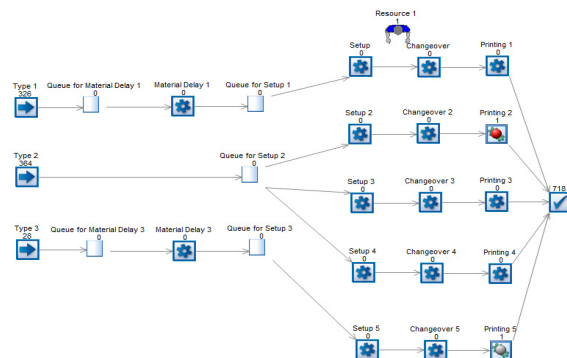 Resource 1
1
Setup
0
Changeover
0
Printing 1
0
Type 1
326
Queue for Material Delay 1
0
Material Delay 1
0
Queue for Setup 1
0
Setup 2
0
Changeover 2
0
Printing 2
1
Type 2
364
Queue for Setup 2
0
Setup 3
0
Changeover 3
0
Printing 3
0
718
Type 3
28
Queue for Material Delay 3
0
Material Delay 3
0
Queue for Setup 3
0
Setup 4
0
Changeover 4
0
Printing 4
0
Setup 5
0
Changeover 5
0
Printing 5
1